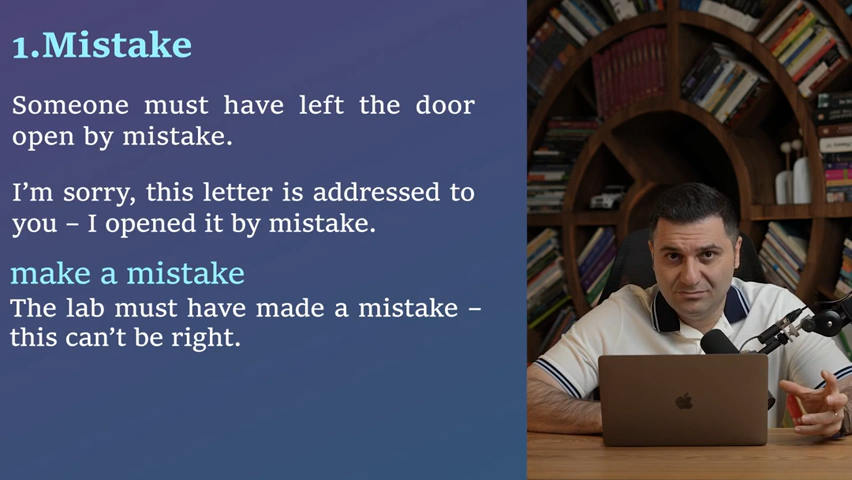 1.Mistake
Someone must have left the door
open by mistake.
I'm sorry, this letter is addressed to
you – I opened it by mistake.
make a mistake
The lab must have made a mistake –
this can't be right.